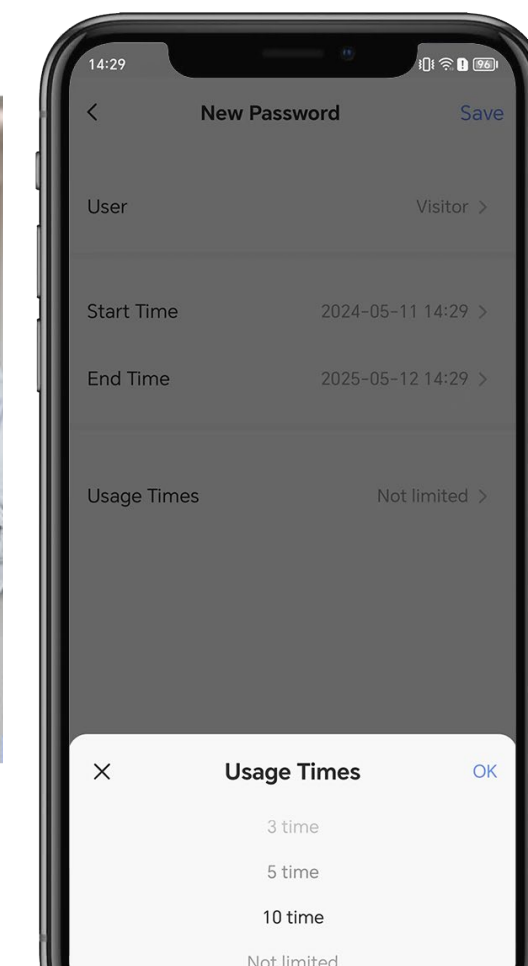 14:29
96
New Password
Save
User
Visitor
Start Time
2024-05-11 14:29
End Time
2025-05-12 14:29
Usage Times
Not limited
Usage Times
OK
3 time
5 time
10 time
Not limited